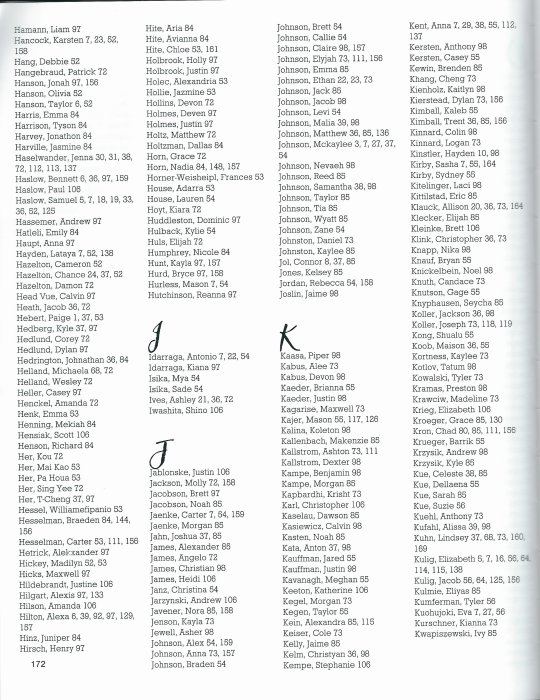 Hamann, Liam 97
Hancock, Karsten 7, 23, 52,
158
Hang, Debbie 52
Hangebraud, Patrick 72
Hanson, Jonah 97, 156
Hanson, Olivia 52
Hanson, Taylor 6, 52
Harris, Emma 84
Harrison, Tyson 84
Harvey, Jonathon 84
Harville, Jasmine 84
Haselwander, Jenna 30, 31, 38,
72, 112, 113, 137
Haslow, Bennett 6, 36, 97, 159
Haslow, Paul 106
Haslow, Samuel 5, 7, 18, 19, 33,
36, 52, 125
Hassemer, Andrew 97
Hatleli, Emily 84
Haupt, Anna 97
Hayden, Lataya 7, 52, 138
Hazelton, Cameron 52
Hazelton, Chance 24, 37, 52
Hazelton, Damon 72
Head Vue, Calvin 97
Heath, Jacob 36, 72
Hebert, Paige 1, 37, 53
Hedberg, Kyle 37, 97
Hedlund, Corey 72
Hedlund, Dylan 97
Hedrington, Johnathan 36, 84
Helland, Michaela 68, 72
Helland, Wesley 72
Heller, Casey 97
Henckel, Amanda 72
Henk, Emma 53
Henning, Mekiah 84
Hensiak, Scott 106
Henson, Richard 84
Her, Kou 72
Her, Mai Kao 53
Her, Pa Houa 53
Her, Sing Yee 72
Her, T-Cheng 37, 97
Hessel, Williamefipanio 53
Hesselman, Braeden 84, 144,
156
Hesselman, Carter 53, 111, 156
Hetrick, Alekxander 97
Hickey, Madilyn 52, 53
Hicks, Maxwell 97
Hildebrandt, Justine 106
Hilgart, Alexis 97, 133
Hilson, Amanda 106
Hilton, Alexa 6, 39, 92, 97, 129,
157
Hinz, Juniper 84
Hirsch, Henry 97
172
Hite, Aria 84
Hite, Avianna 84
Hite, Chloe 53, 161
Holbrook, Holly 97
Holbrook, Justin 97
Holec, Alexandria 53
Hollie, Jazmine 53
Hollins, Devon 72
Holmes, Deven 97
Holmes, Justin 97
Holtz, Matthew 72
Holtzman, Dallas 84
Horn, Grace 72
Horn, Nadia 84, 148, 157
Horner-Weisheipl, Frances 53
House, Adarra 53
House, Lauren 54
Hoyt, Kiara 72
Huddleston, Dominic 97
Hulback, Kylie 54
Huls, Elijah 72
Humphrey, Nicole 84
Hunt, Kayla 97, 157
Hurd, Bryce 97, 158
Hurless, Mason 7, 54
Hutchinson, Reanna 97
I
Idarraga, Antonio 7, 22, 54
Idarraga, Kiana 97
Isika, Mya 54
Isika, Sade 54
Ives, Ashley 21, 36, 72
Iwashita, Shino 106
J
Jablonske, Justin 106
Jackson, Molly 72, 158
Jacobson, Brett 97
Jacobson, Noah 85
Jaenke, Carter 7, 54, 159
Jaenke, Morgan 85
Jahn, Joshua 37, 85
James, Alexander 85
James, Angelo 72
James, Christian 98
James, Heidi 106
Janz, Christina 54
Jarzynski, Andrew 106
Javener, Nora 85, 158
Jenson, Kayla 73
Jewell, Asher 98
Johnson, Alex 54, 159
Johnson, Anna 73, 157
Johnson, Braden 54
Johnson, Brett 54
Johnson, Callie 54
Johnson, Claire 98, 157
Johnson, Elyjah 73, 111, 156
Johnson, Emma 85
Johnson, Ethan 22, 23, 73
Johnson, Jack 85
Johnson, Jacob 98
Johnson, Levi 54
Johnson, Malia 39, 98
Johnson, Matthew 36, 85, 136
Johnson, Mckaylee 3, 7, 27, 37,
54
Johnson, Nevaeh 98
Johnson, Reed 85
Johnson, Samantha 38, 98
Johnson, Taylor 85
Johnson, Tia 85
Johnson, Wyatt 85
Johnson, Zane 54
Johnston, Daniel 73
Johnston, Kaylee 85
Jol, Connor 8, 37, 85
Jones, Kelsey 85
Jordan, Rebecca 54, 158
Joslin, Jaime 98
K
Kaasa, Piper 98
Kabus, Alee 73
Kabus, Devon 98
Kaeder, Brianna 55
Kaeder, Justin 98
Kagarise, Maxwell 73
Kajer, Mason 55, 117, 126
Kalina, Koleton 98
Kallenbach, Makenzie 85
Kallstrom, Ashton 73, 111
Kallstrom, Dexter 98
Kampe, Benjamin 98
Kampe, Morgan 85
Kapbardhi, Krisht 73
Karl, Christopher 106
Kaselau, Dawson 85
Kasiewicz, Calvin 98
Kasten, Noah 85
Kata, Anton 37, 98
Kauffman, Jared 55
Kauffman, Justin 98
Kavanagh, Meghan 55
Keeton, Katherine 106
Kegel, Morgan 73
Kegen, Taylor 55
Kein, Alexandra 85, 115
Keiser, Cole 73
Kelly, Jaime 85
Kelm, Christyan 36, 98
Kempe, Stephanie 106
Kent, Anna 7, 29, 38, 55, 112,
137
Kersten, Anthony 98
Kersten, Casey 55
Kewin, Brenden 85
Khang, Cheng 73
Kienholz, Kaitlyn 98
Kierstead, Dylan 73, 156
Kimball, Kaleb 55
Kimball, Trent 36, 85, 156
Kinnard, Colin 98
Kinnard, Logan 73
Kinstler, Hayden 10, 98
Kirby, Sasha 7, 55, 164
Kirby, Sydney 55
Kitelinger, Laci 98
Kittilstad, Eric 85
Klauck, Allison 20, 38, 73, 164
Klecker, Elijah 85
Kleinke, Brett 106
Klink, Christopher 36, 73
Knapp, Nika 98
Knauf, Bryan 55
Knickelbein, Noel 98
Knuth, Candace 73
Knutson, Gage 55
Knyphausen, Seycha 85
Koller, Jackson 36, 98
Koller, Joseph 73, 118, 119
Kong, Shualu 55
Koob, Maison 36, 55
Kortness, Kaylee 73
Kotlov, Tatum 98
Kowalski, Tyler 73
Kramas, Preston 98
Krawciw, Madeline 73
Krieg, Elizabeth 106
Kroeger, Grace 85, 130
Kron, Chad 80, 85, 111, 156
Krueger, Barrik 55
Krzysik, Andrew 98
Krzysik, Kyle 85
Kue, Celeste 38, 85
Kue, Dellaena 55
Kue, Sarah 85
Kue, Suzie 56
Kuehl, Anthony 73
Kufahl, Alissa 39, 98
Kuhn, Lindsey 37, 68, 73, 160,
169
Kulig, Elizabeth 5, 7, 16, 56, 64,
114, 115, 138
Kulig, Jacob 56, 64, 125, 156
Kulmie, Eliyas 85
Kumferman, Tyler 56
Kuohujoki, Eva 7, 27, 56
Kurschner, Kianna 73
Kwapiszewski, Ivy 85